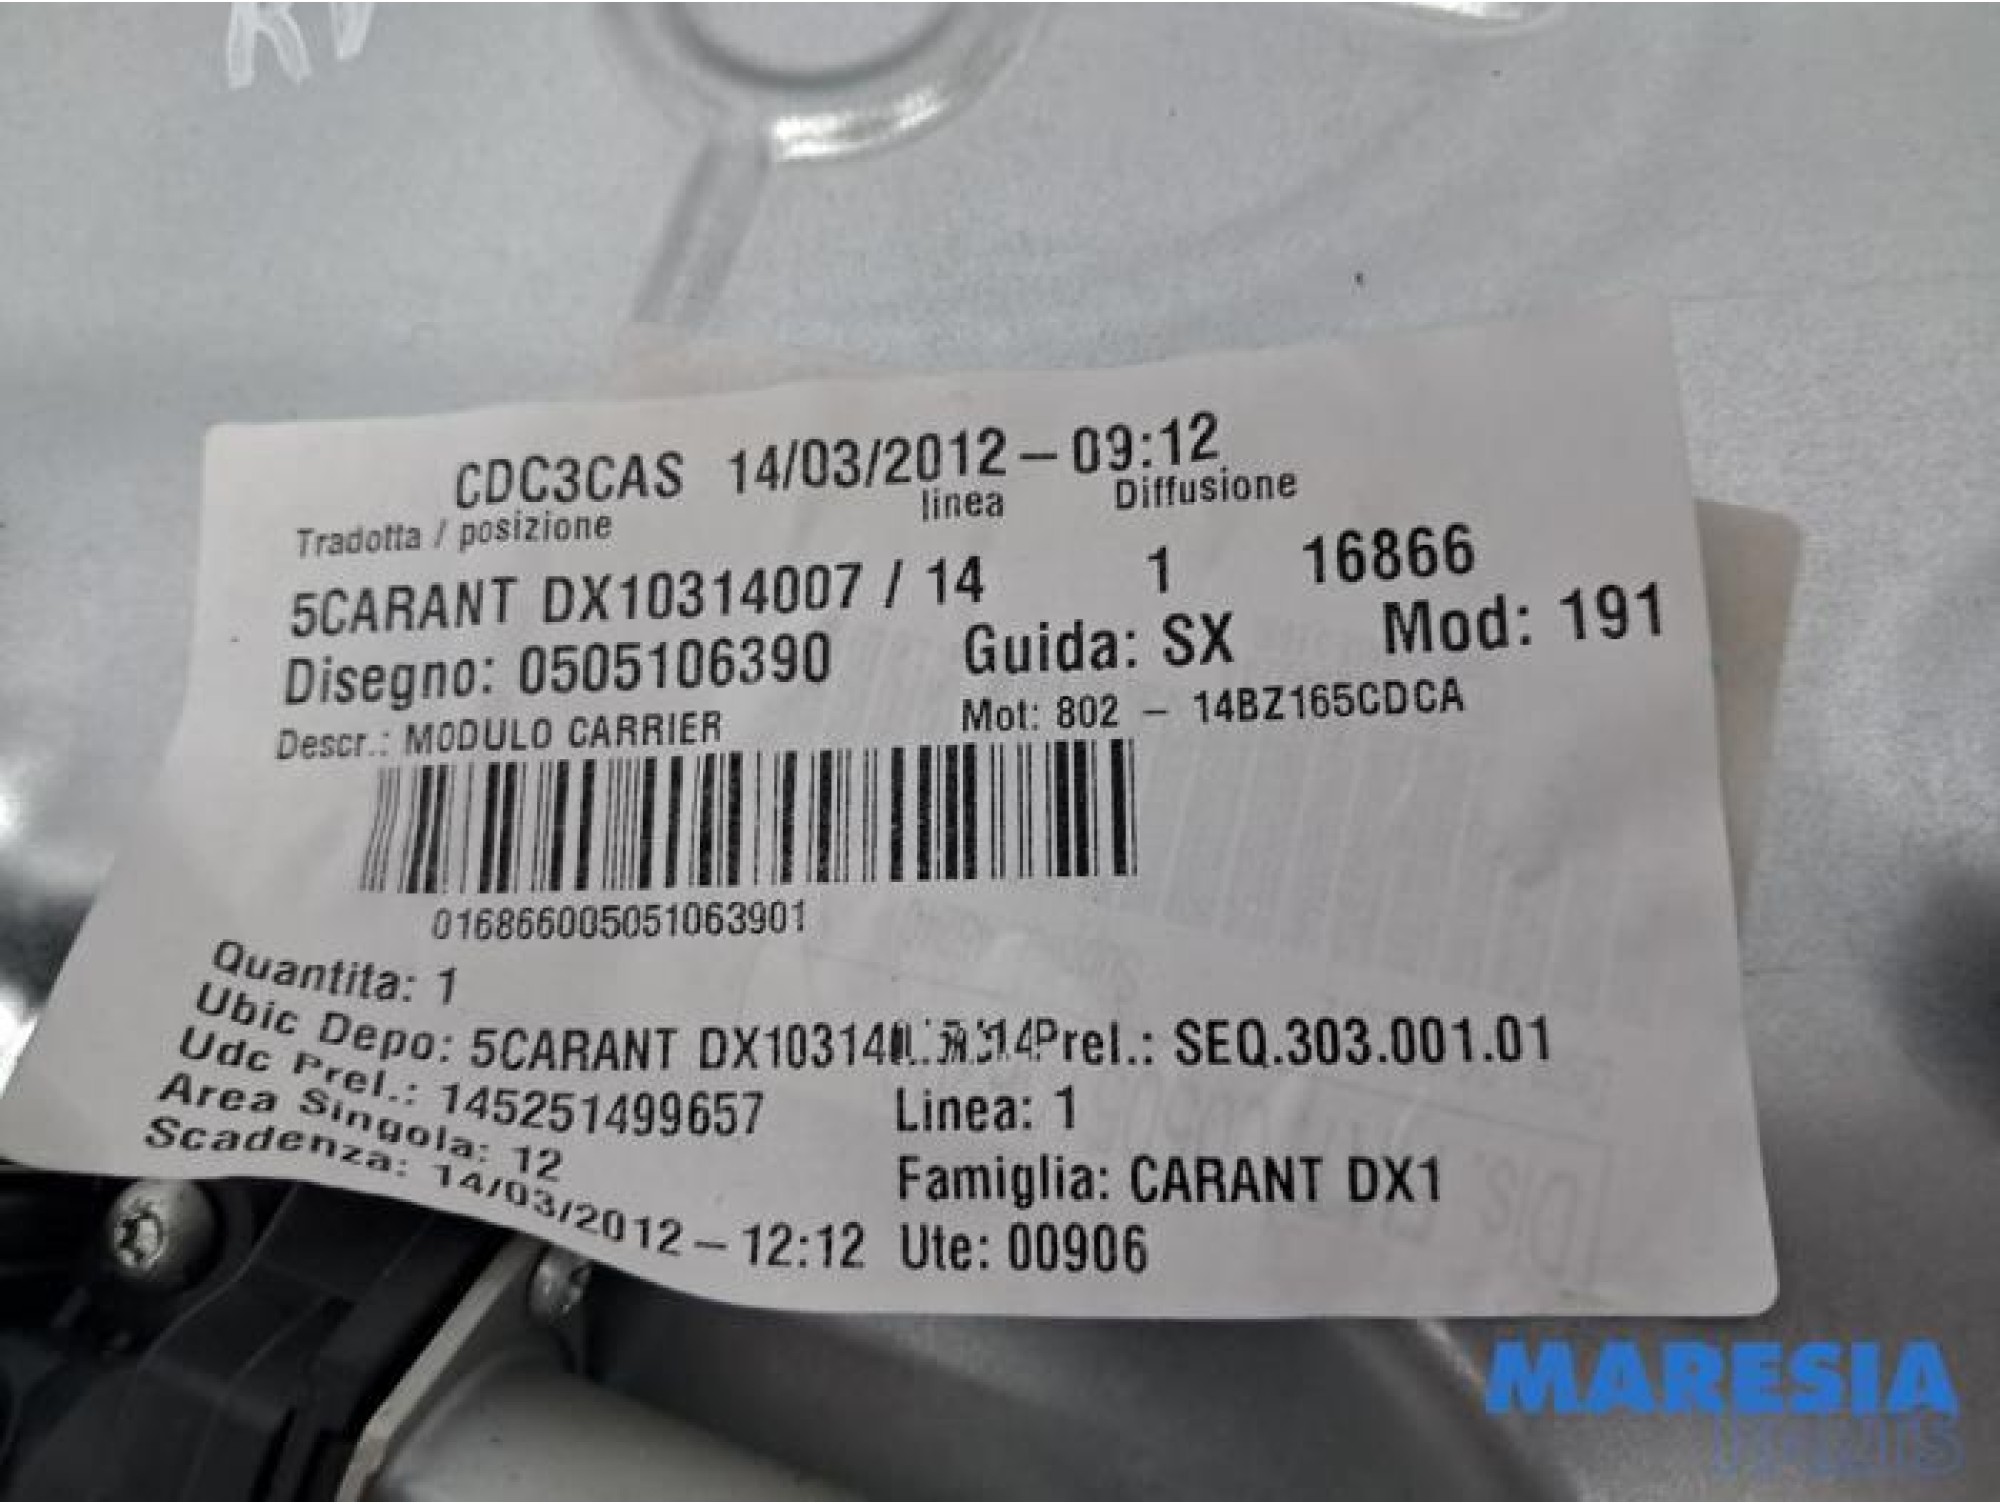 RV
CDC3CAS 14/03/2012 – 09:12
Tradotta / posizione linea Diffusione
5CARANT DX10314007 / 14 1 16866
Disegno: 0505106390 Guida: SX Mod: 191
Descr.: MODULO CARRIER Mot: 802 – 14BZ165CDCA
016866005051063901
Quantita: 1
Ubic Depo: 5CARANT Prel.: SEQ.303.001.01
Udc Prel.: 145251499657 Linea: 1
Area Singola: 12 Famiglia: CARANT DX1
Scadenza: 14/03/2012 – 12:12 Ute: 00906
MARESIA
PARTS